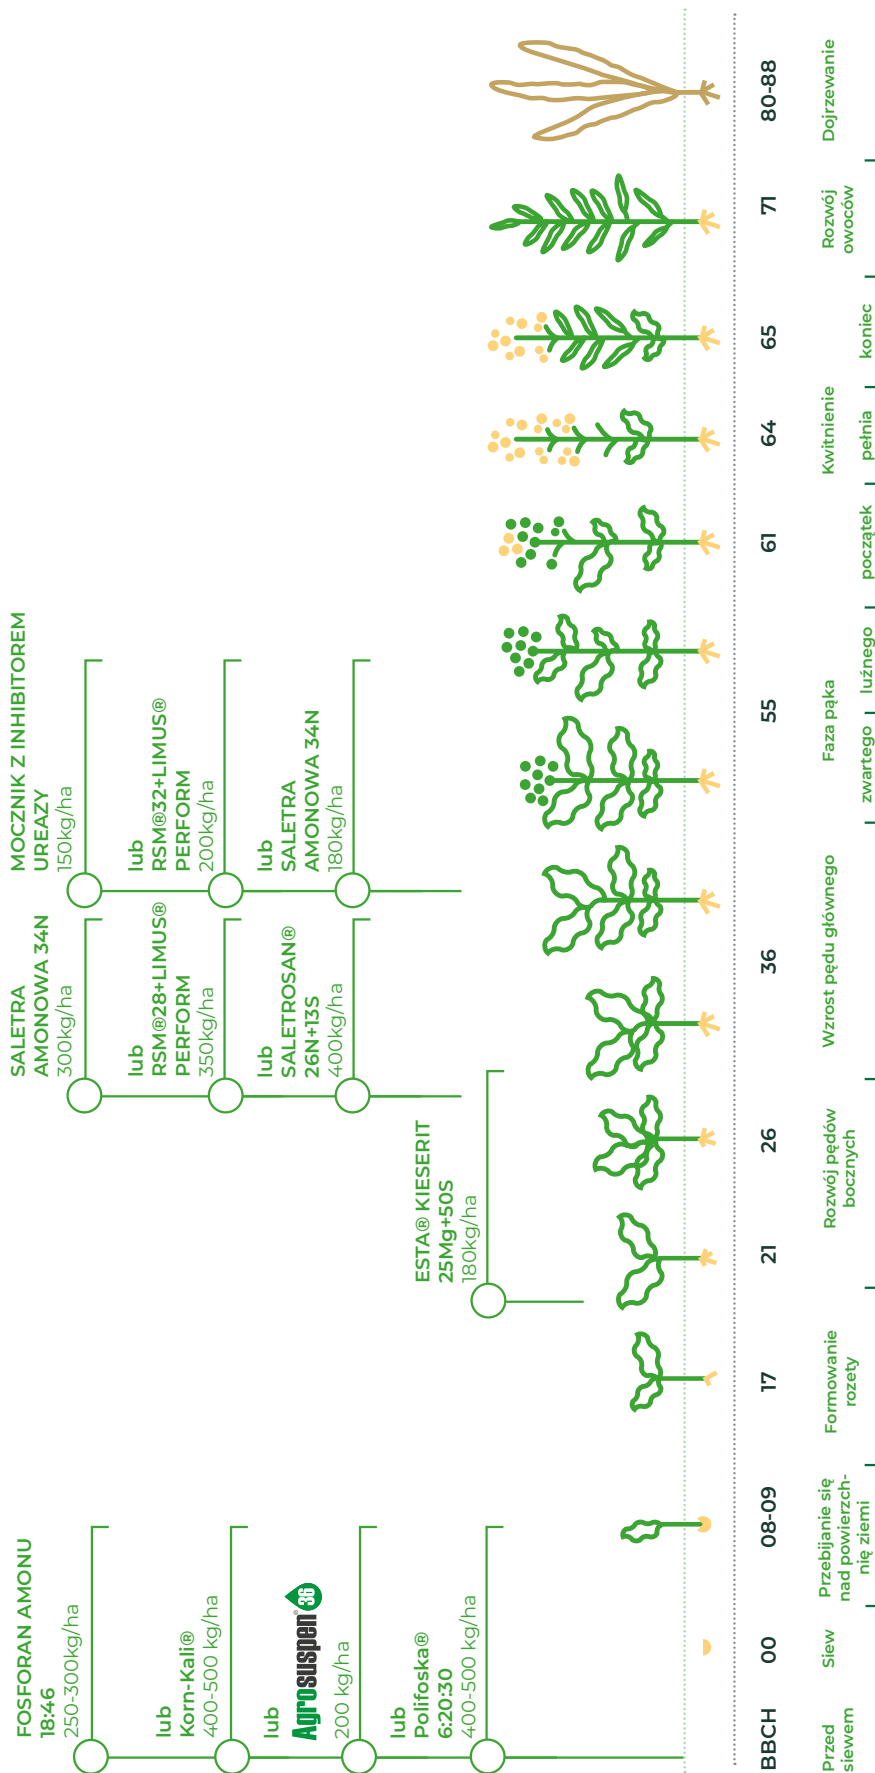 FOSFORAN AMONU
18:46
250-300kg/ha
lub
Korn-Kali®
400-500 kg/ha
lub
Agrosuspen® 36
200 kg/ha
lub
Polifoska®
6:20:30
400-500 kg/ha
ESTA® KIESERIT
25Mg+50S
180kg/ha
SALETRA
AMONOWA 34N
300kg/ha
lub
RSM®28+LIMUS®
PERFORM
350kg/ha
lub
SALETROSAN®
26N+13S
400kg/ha
MOCZNIK Z INHIBITOREM
UREAZY
150kg/ha
lub
RSM®32+LIMUS®
PERFORM
200kg/ha
lub
SALETRA
AMONOWA 34N
180kg/ha
BBCH 00 08-09 17 21 26 36 55 61 64 65 71 80-88
Przed
siewem
Siew
Przebijanie się
nad powierzch-
nię ziemi
Formowanie
rozety
Rozwój pędów
bocznych
Wzrost pędu głównego
Faza pąka
zwartego luźnego
Kwitnienie
początek pełnia koniec
Rozwój
owoców
Dojrzewanie